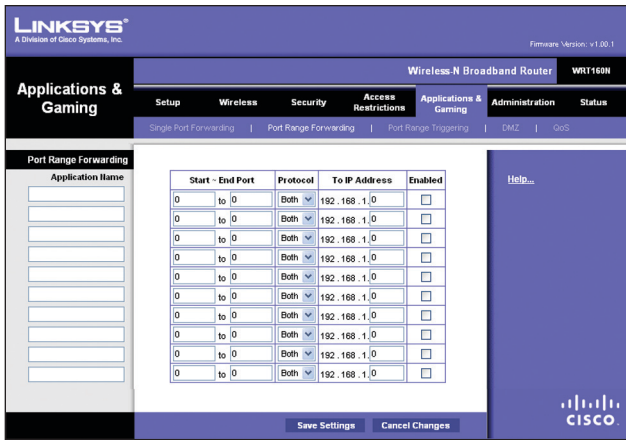 LINKSYS®
A Division of Cisco Systems, Inc.
Firmware Version: v1.00.1
Wireless-N Broadband Router WRT160N
Applications & Gaming
Setup Wireless Security Access Restrictions Applications & Gaming Administration Status
Single Port Forwarding | Port Range Forwarding | Port Range Triggering | DMZ | QoS
Port Range Forwarding
Application Name
Start ~ End Port Protocol To IP Address Enabled
0 to 0 Both 192 . 168 . 1. 0
0 to 0 Both 192 . 168 . 1. 0
0 to 0 Both 192 . 168 . 1. 0
0 to 0 Both 192 . 168 . 1. 0
0 to 0 Both 192 . 168 . 1. 0
0 to 0 Both 192 . 168 . 1. 0
0 to 0 Both 192 . 168 . 1. 0
0 to 0 Both 192 . 168 . 1. 0
0 to 0 Both 192 . 168 . 1. 0
0 to 0 Both 192 . 168 . 1. 0
Help...
Save Settings Cancel Changes
CISCO.